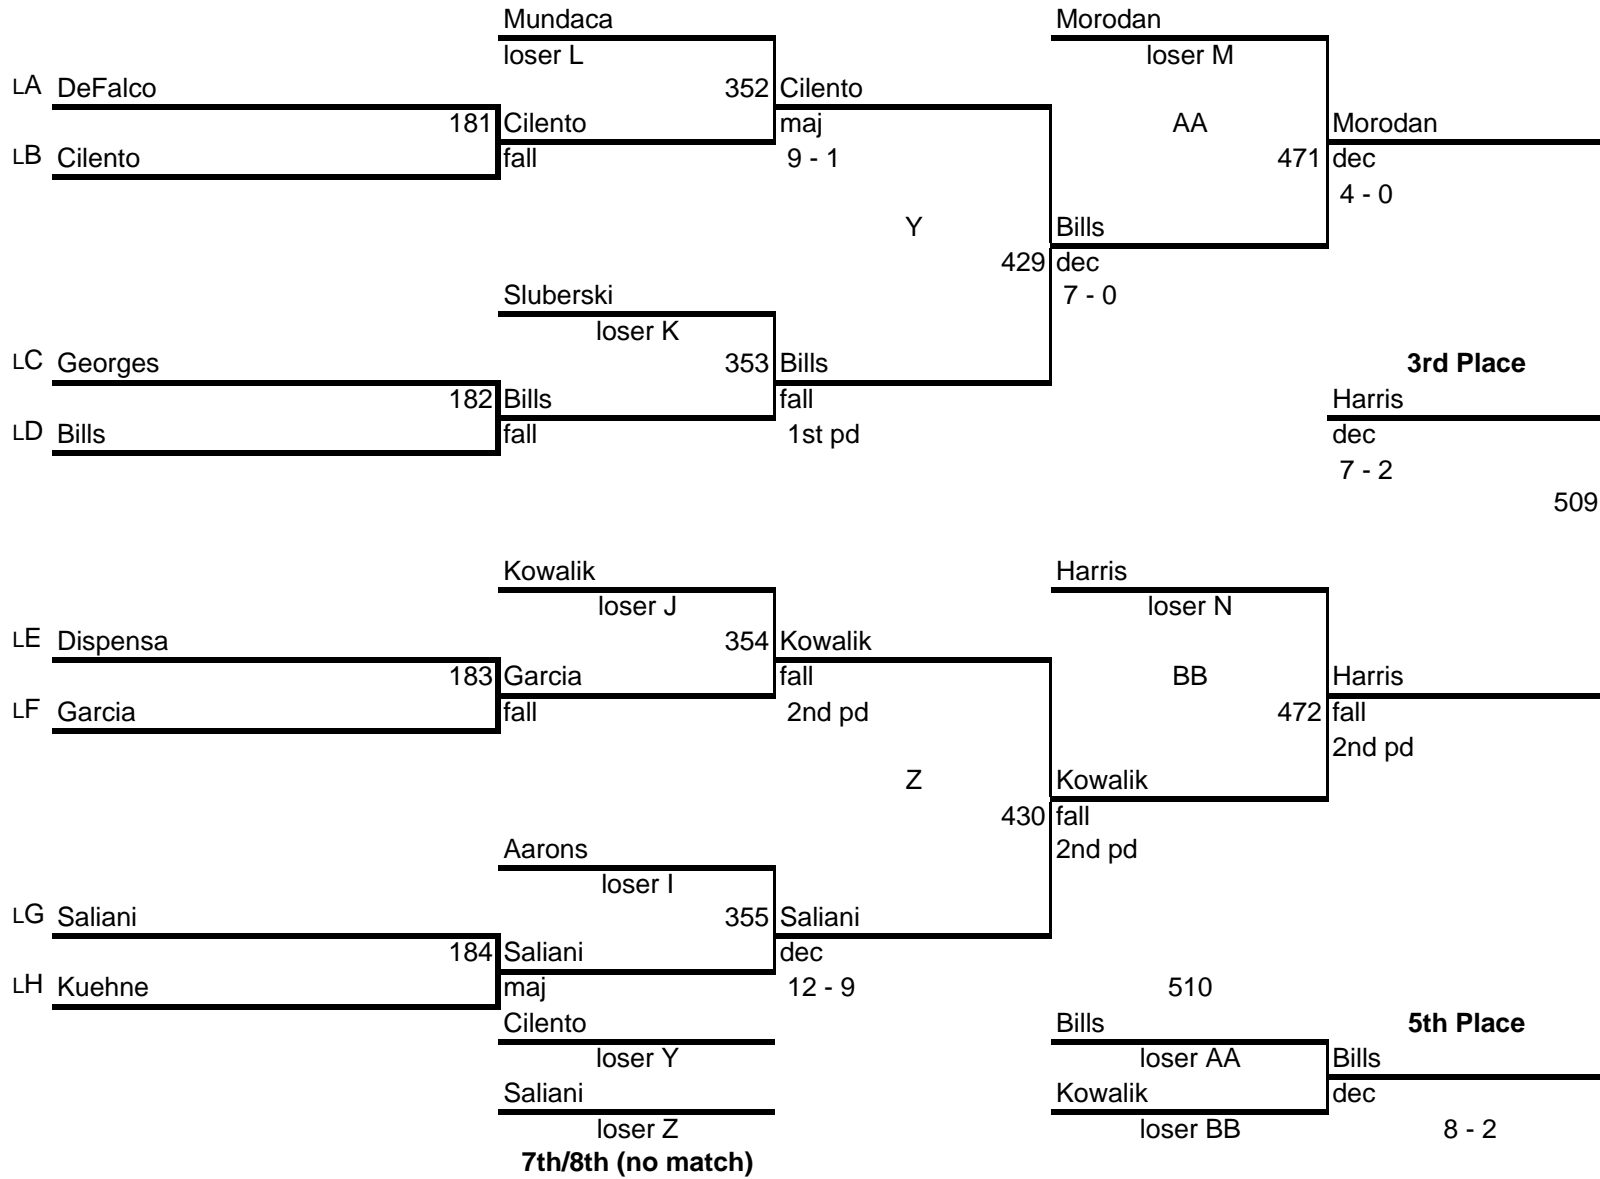 Mundaca Morodan
loser L loser M
LA DeFalco 352 Cilento
181 Cilento maj AA Morodan
LB Cilento fall 9 - 1 471 dec
4 - 0
Y Bills
429 dec
Sluberski 7 - 0
loser K
LC Georges 353 Bills 3rd Place
182 Bills fall Harris
LD Bills fall 1st pd dec
7 - 2
509
Kowalik Harris
loser J loser N
LE Dispensa 354 Kowalik
183 Garcia fall BB Harris
LF Garcia fall 2nd pd 472 fall
2nd pd
Z Kowalik
430 fall
Aarons 2nd pd
loser I
LG Saliani 355 Saliani
184 Saliani dec
LH Kuehne maj 12 - 9 510
Cilento Bills 5th Place
loser Y loser AA Bills
Saliani Kowalik dec
loser Z loser BB 8 - 2
7th/8th (no match)